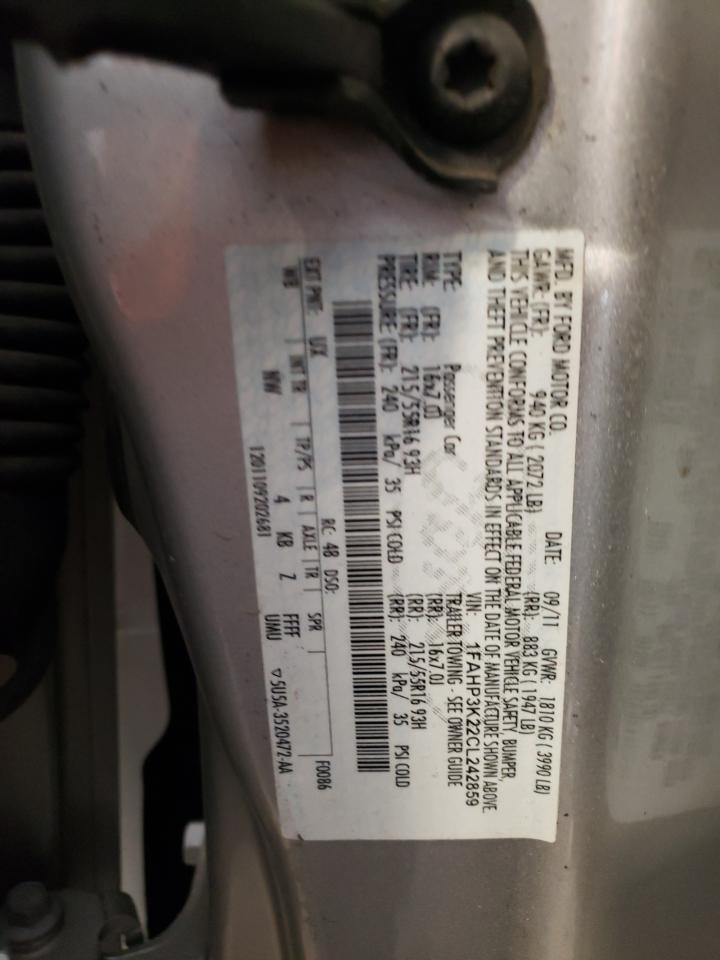 MFD. BY FORD MOTOR CO.
DATE: 09/11 GVWR: 1810 KG ( 3990 LB)
GAWR: (FR): 940 KG ( 2072 LB) (RR): 883 KG ( 1947 LB)
THIS VEHICLE CONFORMS TO ALL APPLICABLE FEDERAL MOTOR VEHICLE SAFETY, BUMPER,
AND THEFT PREVENTION STANDARDS IN EFFECT ON THE DATE OF MANUFACTURE SHOWN ABOVE.
VIN: 1FAHP3K22CL242859
TYPE: Passenger Car TRAILER TOWING - SEE OWNER GUIDE
RIM: (FR): 16x7.0J (RR): 16x7.0J
TIRE: (FR): 215/55R16 93H (RR): 215/55R16 93H
PRESSURE (FR): 240 kPa/ 35 PSI COLD (RR): 240 kPa/ 35 PSI COLD
EXT PNT: UX RC: 48 DSO: F0086
WB | INT TR | TP/PS | R | AXLE | TR | SPR |
NW 4 KB Z FFFF
1201109202681 UMU ▽5U5A-3520472-AA